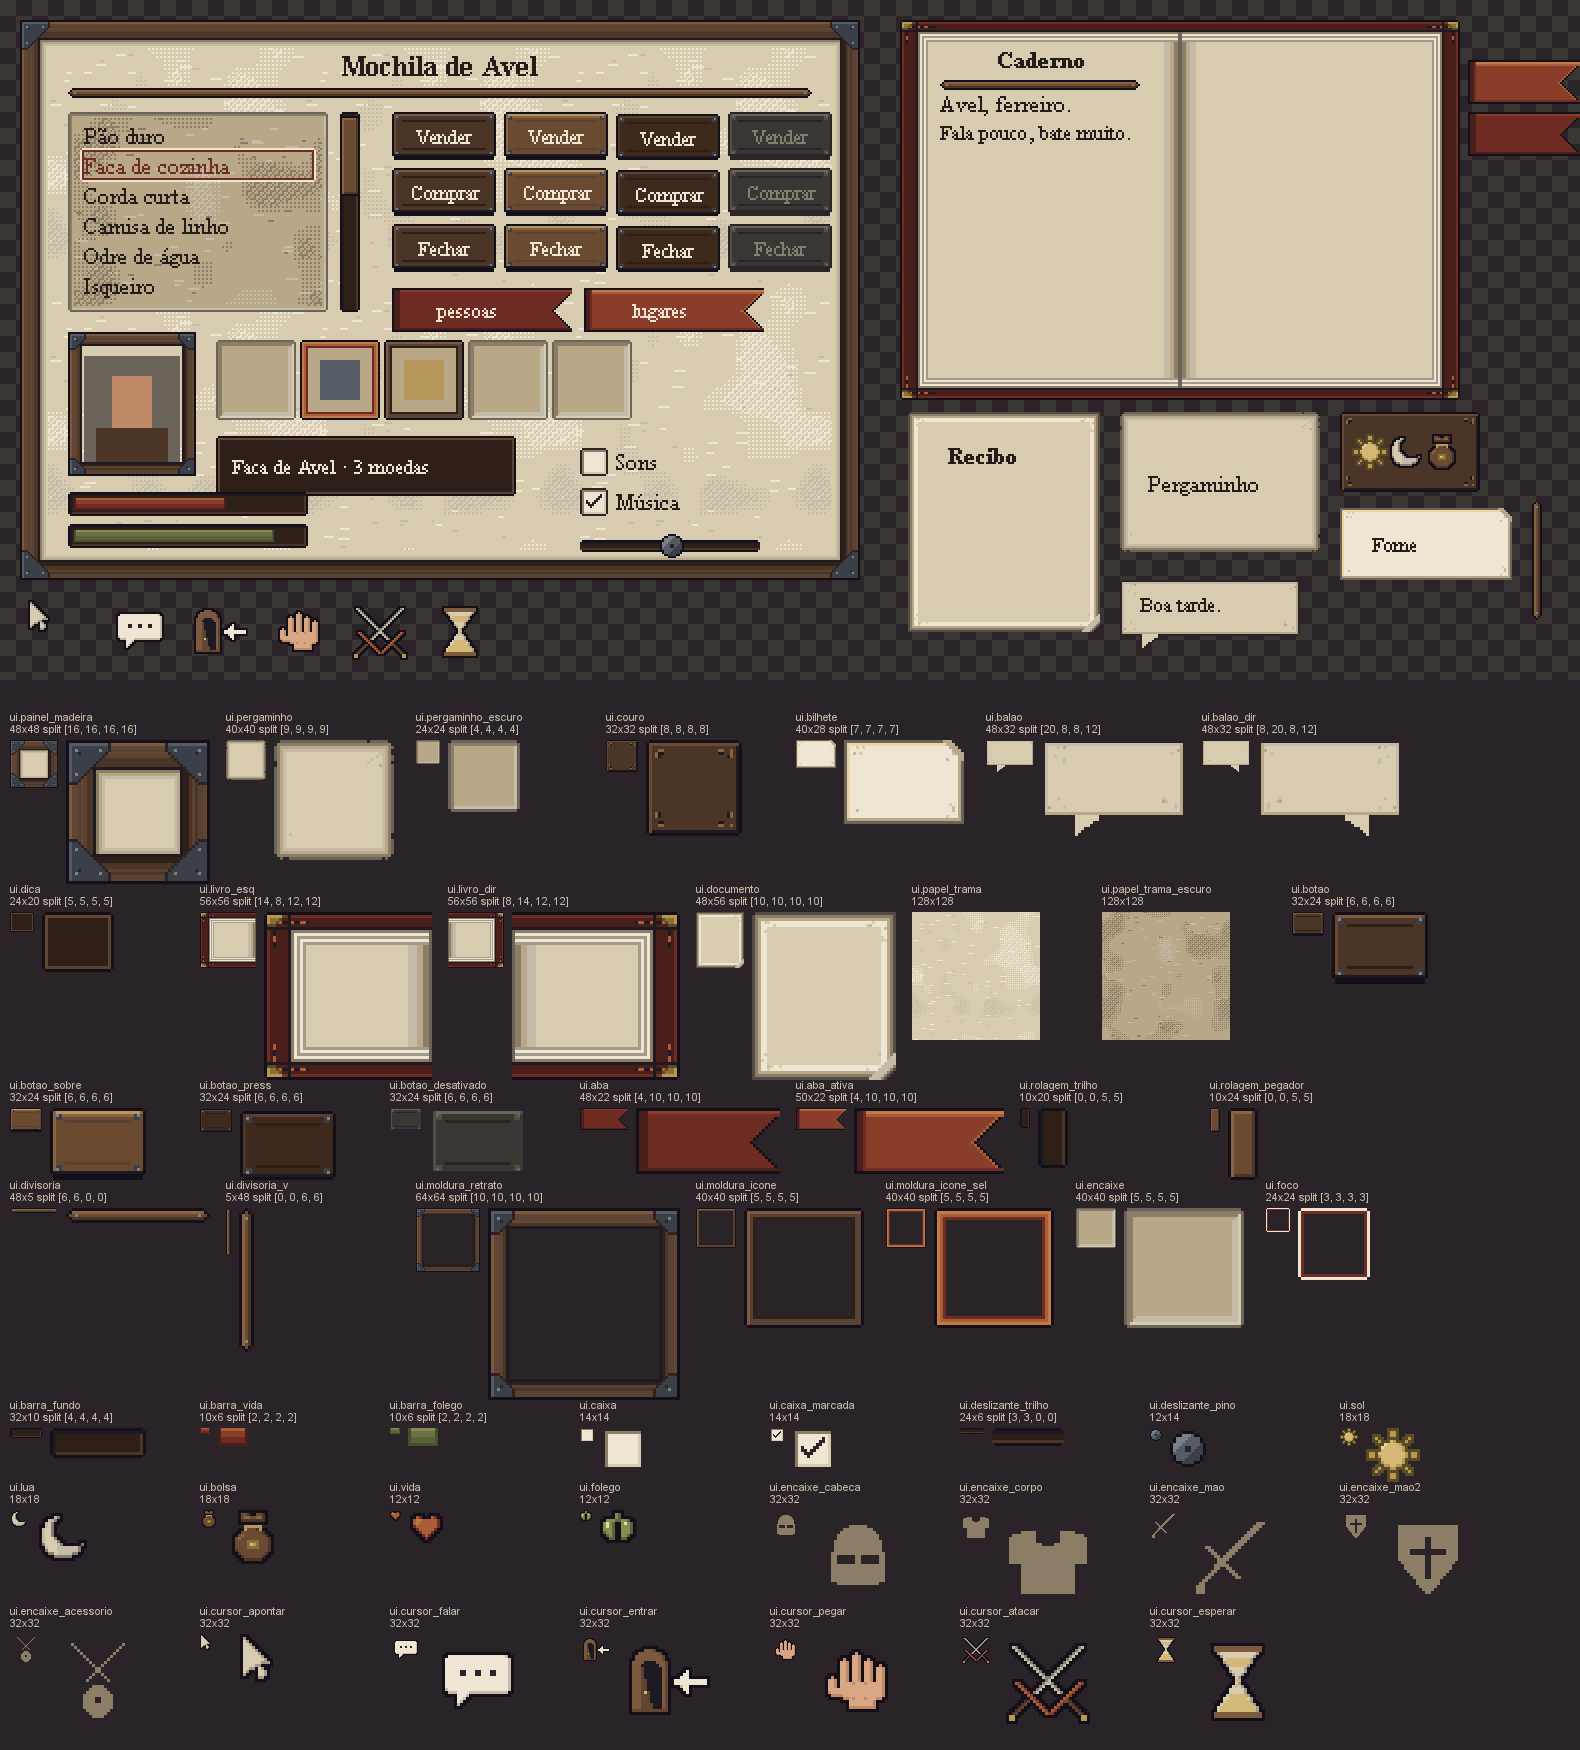 Mochila de Avel
Pão duro
Faca de cozinha
Corda curta
Camisa de linho
Odre de água
Isqueiro
Vender Vender Vender Vender
Comprar Comprar Comprar Comprar
Fechar Fechar Fechar Fechar
pessoas lugares
Faca de Avel · 3 moedas
Sons
Música
Caderno
Avel, ferreiro.
Fala pouco, bate muito.
Recibo
Pergaminho
Fome
Boa tarde.
ui.painel_madeira
48x48 split [16, 16, 16, 16]
ui.pergaminho
40x40 split [9, 9, 9, 9]
ui.pergaminho_escuro
24x24 split [4, 4, 4, 4]
ui.couro
32x32 split [8, 8, 8, 8]
ui.bilhete
40x28 split [7, 7, 7, 7]
ui.balao
48x32 split [20, 8, 8, 12]
ui.balao_dir
48x32 split [8, 20, 8, 12]
ui.dica
24x20 split [5, 5, 5, 5]
ui.livro_esq
56x56 split [14, 8, 12, 12]
ui.livro_dir
56x56 split [8, 14, 12, 12]
ui.documento
48x56 split [10, 10, 10, 10]
ui.papel_trama
128x128
ui.papel_trama_escuro
128x128
ui.botao
32x24 split [6, 6, 6, 6]
ui.botao_sobre
32x24 split [6, 6, 6, 6]
ui.botao_press
32x24 split [6, 6, 6, 6]
ui.botao_desativado
32x24 split [6, 6, 6, 6]
ui.aba
48x22 split [4, 10, 10, 10]
ui.aba_ativa
50x22 split [4, 10, 10, 10]
ui.rolagem_trilho
10x20 split [0, 0, 5, 5]
ui.rolagem_pegador
10x24 split [0, 0, 5, 5]
ui.divisoria
48x5 split [6, 6, 0, 0]
ui.divisoria_v
5x48 split [0, 0, 6, 6]
ui.moldura_retrato
64x64 split [10, 10, 10, 10]
ui.moldura_icone
40x40 split [5, 5, 5, 5]
ui.moldura_icone_sel
40x40 split [5, 5, 5, 5]
ui.encaixe
40x40 split [5, 5, 5, 5]
ui.foco
24x24 split [3, 3, 3, 3]
ui.barra_fundo
32x10 split [4, 4, 4, 4]
ui.barra_vida
10x6 split [2, 2, 2, 2]
ui.barra_folego
10x6 split [2, 2, 2, 2]
ui.caixa
14x14
ui.caixa_marcada
14x14
ui.deslizante_trilho
24x6 split [3, 3, 0, 0]
ui.deslizante_pino
12x14
ui.sol
18x18
ui.lua
18x18
ui.bolsa
18x18
ui.vida
12x12
ui.folego
12x12
ui.encaixe_cabeca
32x32
ui.encaixe_corpo
32x32
ui.encaixe_mao
32x32
ui.encaixe_mao2
32x32
ui.encaixe_acessorio
32x32
ui.cursor_apontar
32x32
ui.cursor_falar
32x32
ui.cursor_entrar
32x32
ui.cursor_pegar
32x32
ui.cursor_atacar
32x32
ui.cursor_esperar
32x32